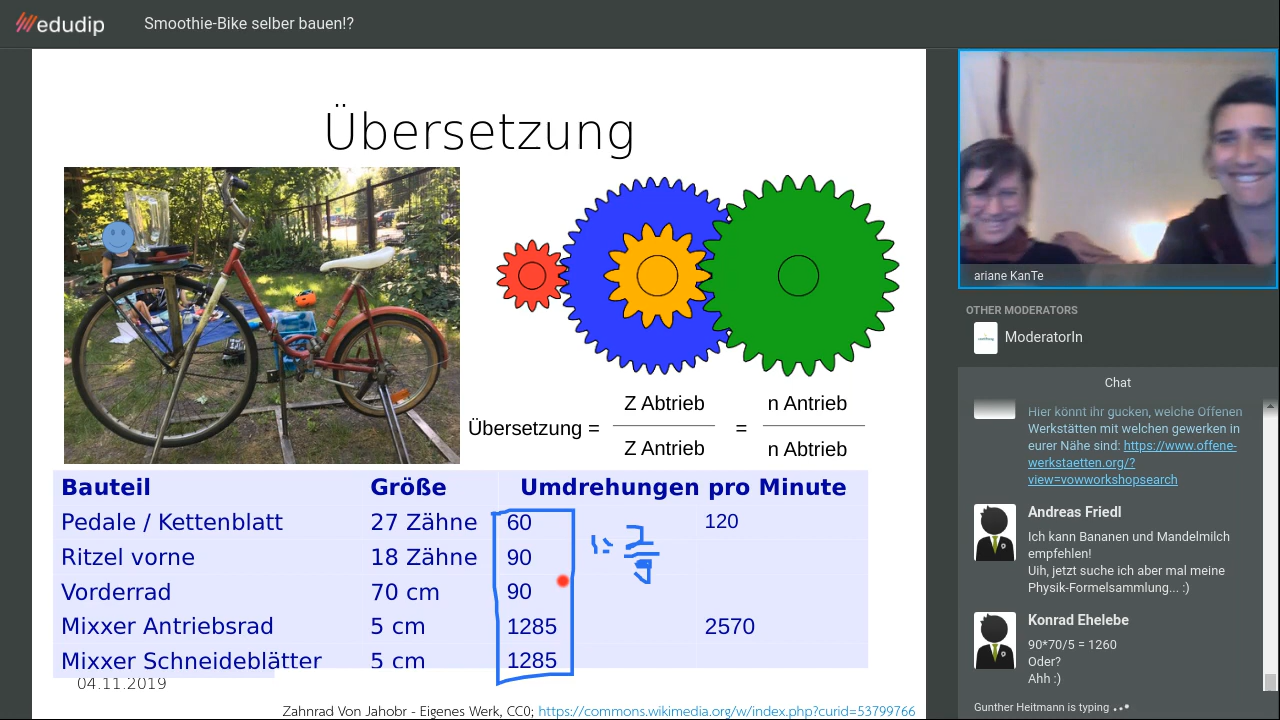 edudip
Smoothie-Bike selber bauen!?
Übersetzung
Übersetzung = Z Abtrieb / Z Antrieb = n Antrieb / n Abtrieb
Bauteil Größe Umdrehungen pro Minute
Pedale / Kettenblatt 27 Zähne 60 120
Ritzel vorne 18 Zähne 90
Vorderrad 70 cm 90
Mixxer Antriebsrad 5 cm 1285 2570
Mixxer Schneideblätter 5 cm 1285
04.11.2019
Zahnrad Von Jahobr - Eigenes Werk, CC0; https://commons.wikimedia.org/w/index.php?curid=53799766
ariane KanTe
OTHER MODERATORS
ModeratorIn
Chat
Hier könnt ihr gucken, welche Offenen
Werkstätten mit welchen gewerken in
eurer Nähe sind: https://www.offene-
werkstaetten.org/?
view=vowworkshopsearch
Andreas Friedl
Ich kann Bananen und Mandelmilch
empfehlen!
Uih, jetzt suche ich aber mal meine
Physik-Formelsammlung... :)
Konrad Ehelebe
90*70/5 = 1260
Oder?
Ahh :)
Gunther Heitmann is typing